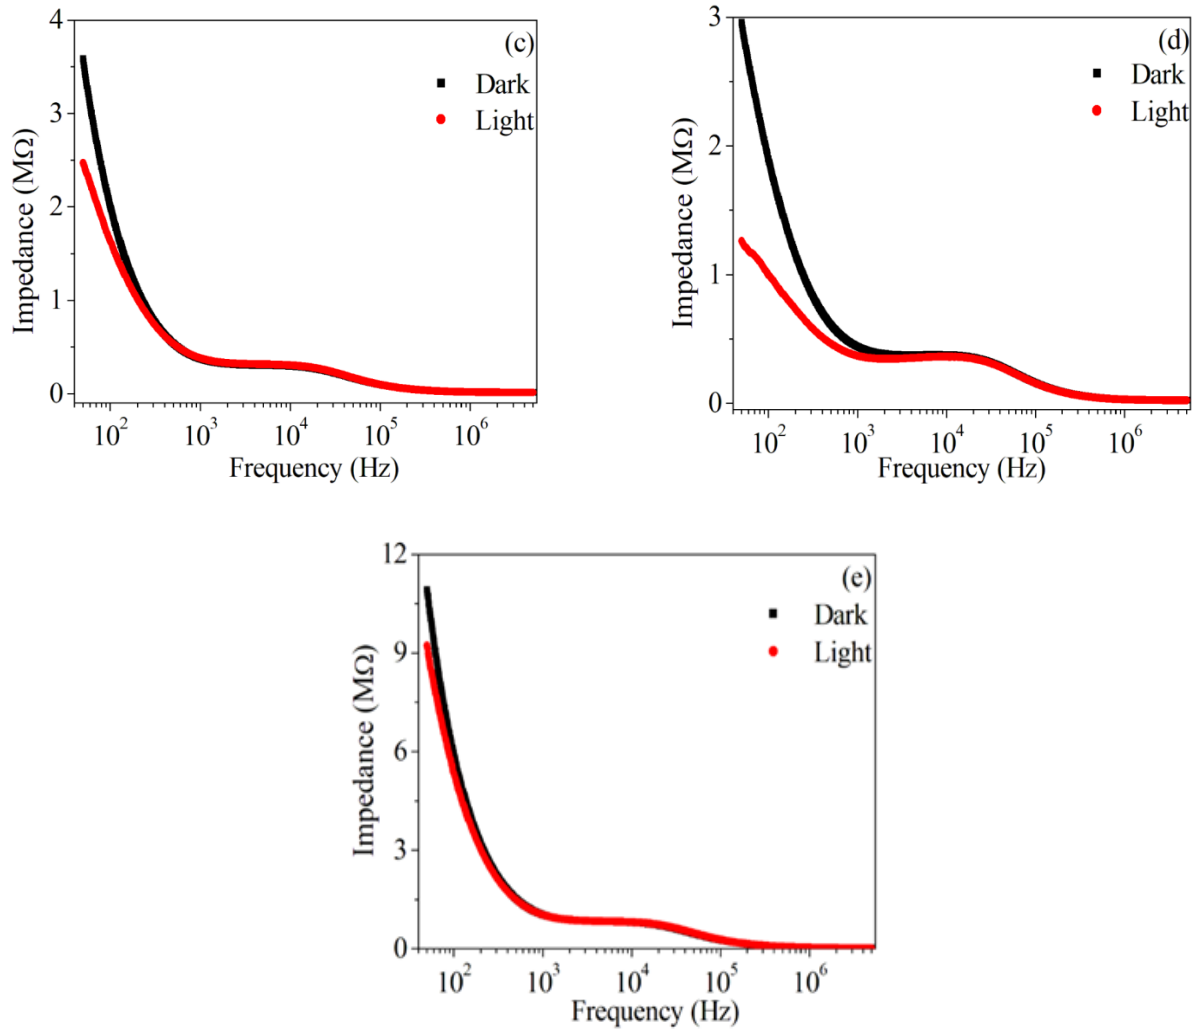 (c)
Dark
Light
4
3
2
1
0
Impedance (MΩ)
10²
10³
10⁴
10⁵
10⁶
Frequency (Hz)
(d)
Dark
Light
3
2
1
0
Impedance (MΩ)
10²
10³
10⁴
10⁵
10⁶
Frequency (Hz)
(e)
Dark
Light
12
9
6
3
0
Impedance (MΩ)
10²
10³
10⁴
10⁵
10⁶
Frequency (Hz)